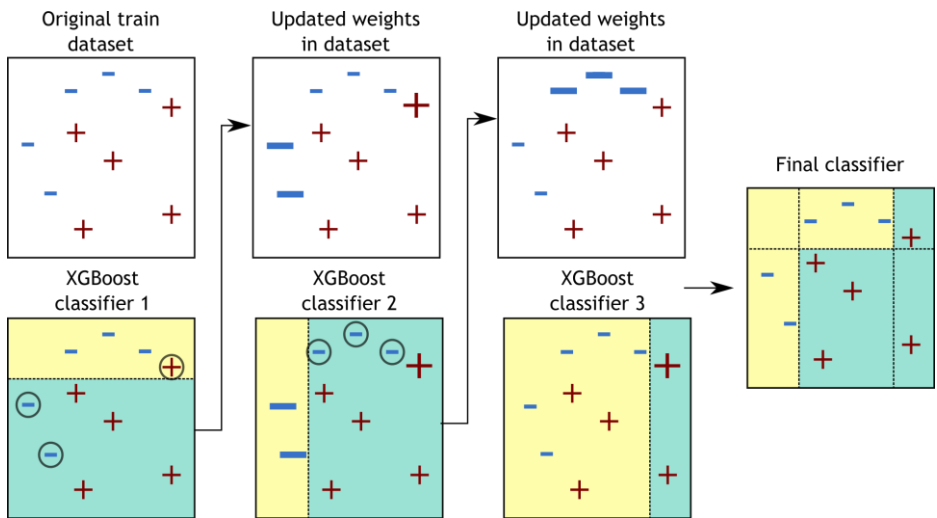 Original train
dataset
Updated weights
in dataset
Updated weights
in dataset
XGBoost
classifier 1
XGBoost
classifier 2
XGBoost
classifier 3
Final classifier